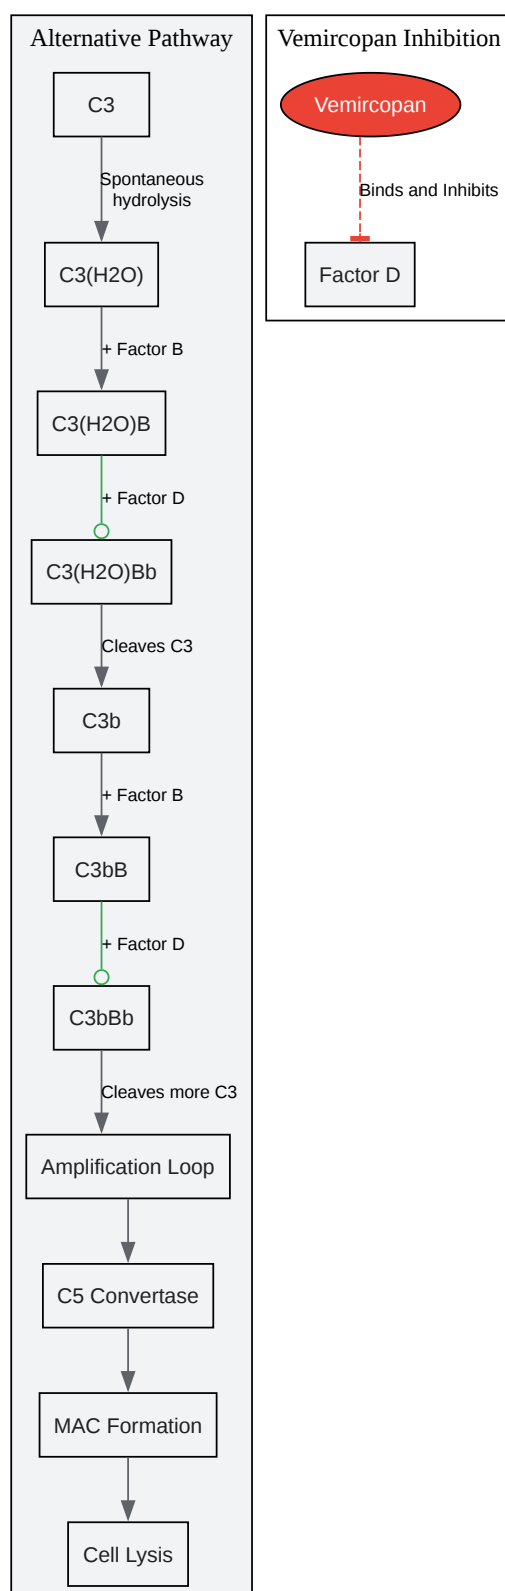 Alternative Pathway
C3
Spontaneous
hydrolysis
C3(H2O)
+ Factor B
C3(H2O)B
+ Factor D
C3(H2O)Bb
Cleaves C3
C3b
+ Factor B
C3bB
+ Factor D
C3bBb
Cleaves more C3
Amplification Loop
C5 Convertase
MAC Formation
Cell Lysis
Vemircopan Inhibition
Vemircopan
Binds and Inhibits
Factor D